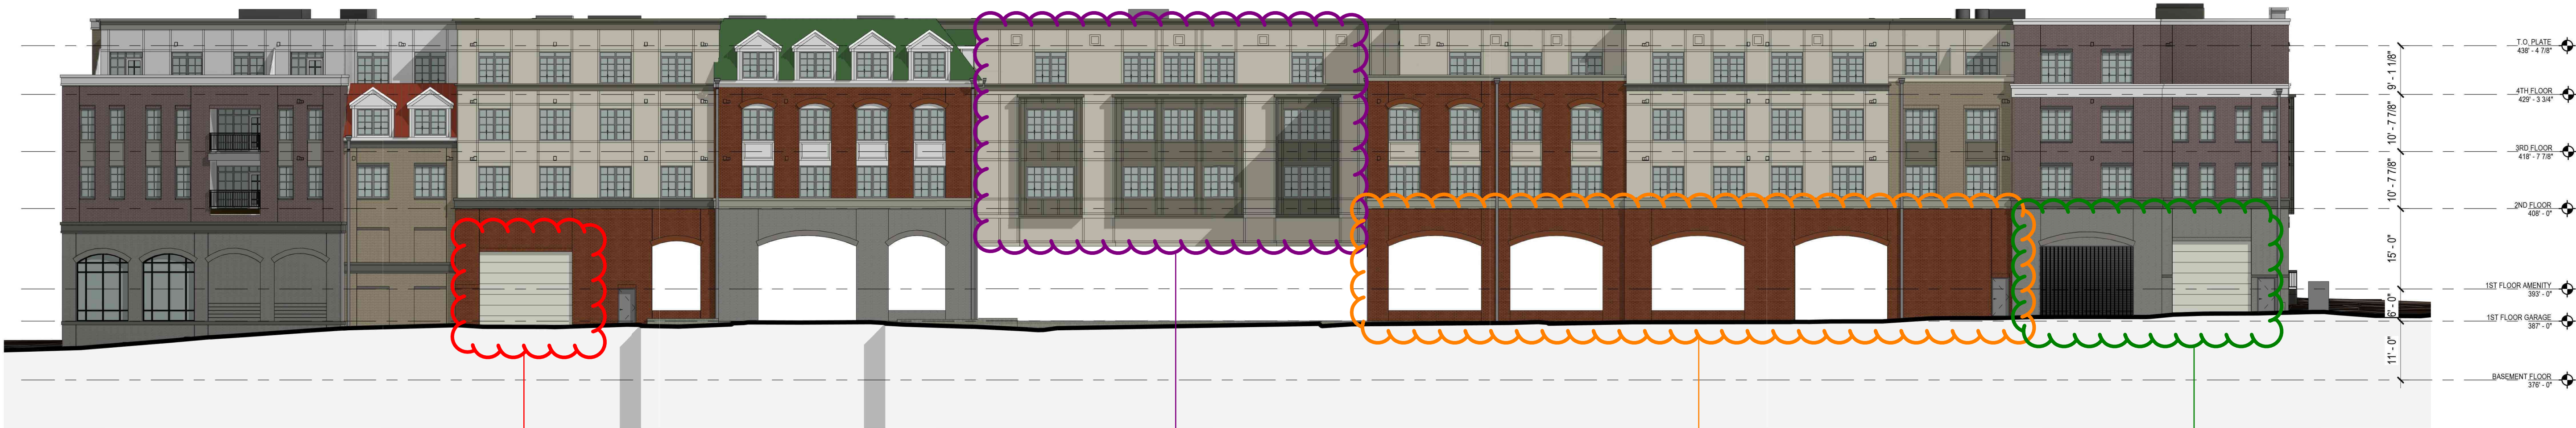 T.O. PLATE
438' - 4 7/8"
9' - 1 1/8"
4TH FLOOR
429' - 3 3/4"
10' - 7 7/8"
3RD FLOOR
418' - 7 7/8"
10' - 7 7/8"
2ND FLOOR
408' - 0"
15' - 0"
1ST FLOOR AMENITY
393' - 0"
6' - 0"
1ST FLOOR GARAGE
387' - 0"
11' - 0"
BASEMENT FLOOR
376' - 0"